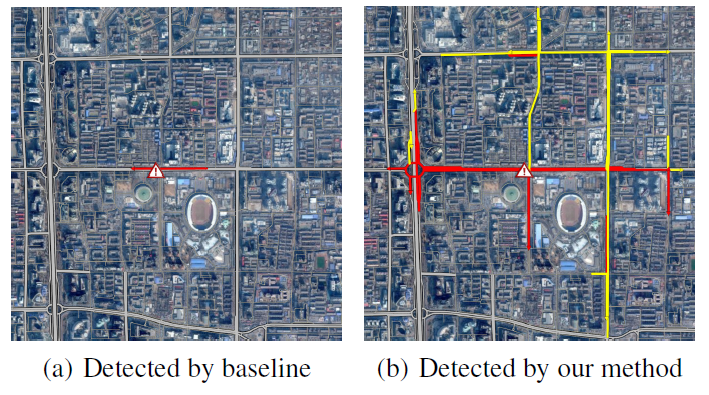 (a) Detected by baseline
(b) Detected by our method